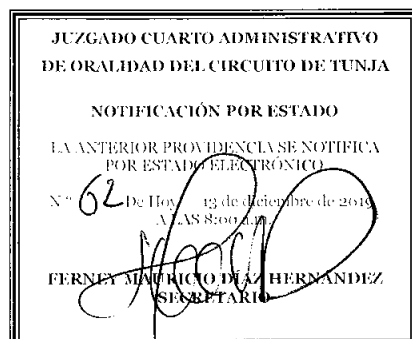 JUZGADO CUARTO ADMINISTRATIVO
DE ORALIDAD DEL CIRCUITO DE TUNJA
NOTIFICACIÓN POR ESTADO
LA ANTERIOR PROVIDENCIA SE NOTIFICA
POR ESTADO ELECTRÓNICO
N° 62 De Hoy 13 de diciembre de 2019
A LAS 8:00 a.m.
FERNEY MAURICIO DÍAZ HERNÁNDEZ
SECRETARIO